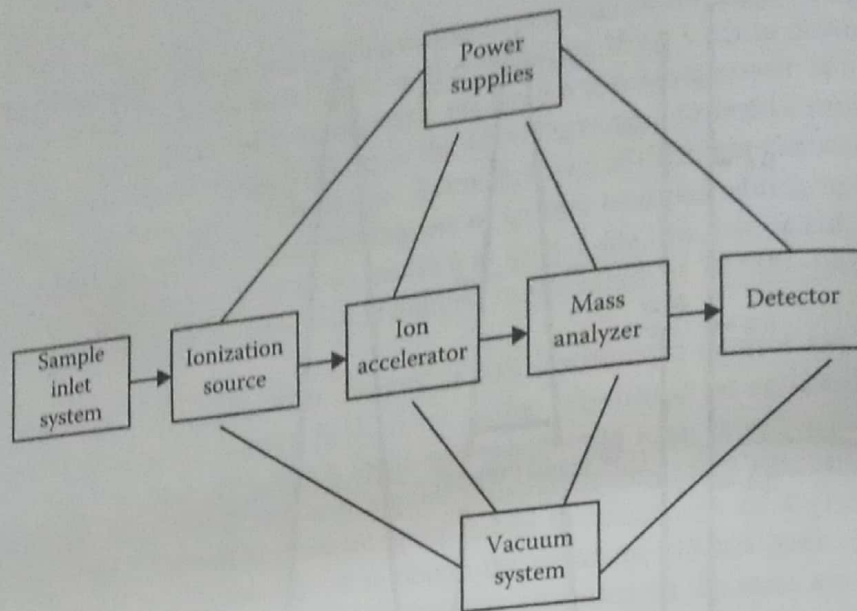 Power
supplies
Sample
inlet
system
Ionization
source
Ion
accelerator
Mass
analyzer
Detector
Vacuum
system